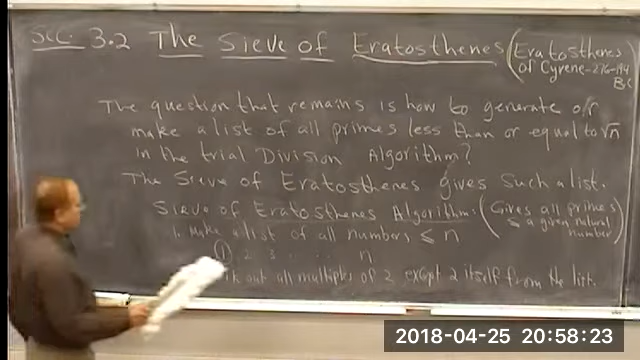 Sec. 3.2 The Sieve of Eratosthenes (Eratosthenes
of Cyrene-276-194
BC
The question that remains is how to generate or
make a list of all primes less than or equal to √n
in the trial Division Algorithm?
The Sieve of Eratosthenes gives such a list.
Sieve of Eratosthenes Algorithm: (Gives all primes
≤ a given natural
number)
1. Make a list of all numbers ≤ n
① 2 3 . . . . n
out all multiples of 2 except 2 itself from the list.
2018-04-25 20:58:23